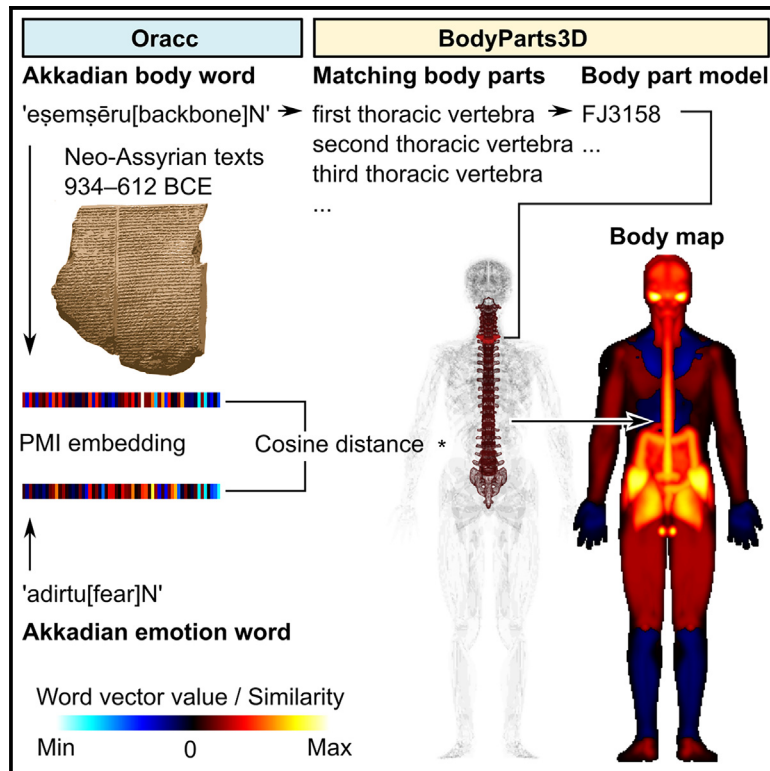 Oracc
BodyParts3D
Akkadian body word
Matching body parts
Body part model
'eṣemṣēru[backbone]N'
first thoracic vertebra
FJ3158
second thoracic vertebra
...
third thoracic vertebra
...
Neo-Assyrian texts
934–612 BCE
Body map
PMI embedding
Cosine distance *
'adirtu[fear]N'
Akkadian emotion word
Word vector value / Similarity
Min 0 Max